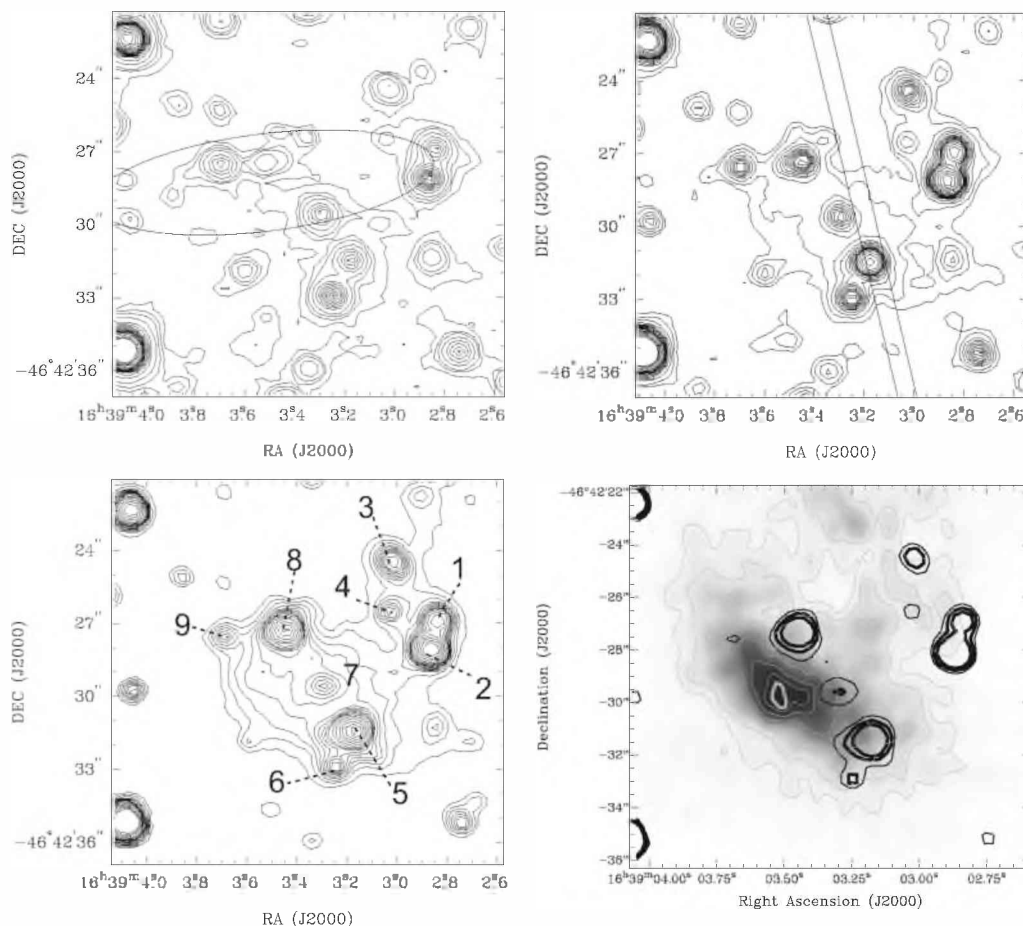 24"
27"
30"
33"
−46° 42' 36"
DEC (J2000)
16ʰ39ᵐ4ˢ0 3ˢ8 3ˢ6 3ˢ4 3ˢ2 3ˢ0 2ˢ8 2ˢ6
RA (J2000)
24"
27"
30"
33"
−46° 42' 36"
DEC (J2000)
16ʰ39ᵐ4ˢ0 3ˢ8 3ˢ6 3ˢ4 3ˢ2 3ˢ0 2ˢ8 2ˢ6
RA (J2000)
24"
27"
30"
33"
−46° 42' 36"
DEC (J2000)
3
8
1
4
9
7
2
6
5
16ʰ39ᵐ4ˢ0 3ˢ8 3ˢ6 3ˢ4 3ˢ2 3ˢ0 2ˢ8 2ˢ6
RA (J2000)
−46°42'22"
−24"
−26"
−28"
−30"
−32"
−34"
−36"
Declination (J2000)
16ʰ39ᵐ04.00ˢ 03.75ˢ 03.50ˢ 03.25ˢ 03.00ˢ 02.75ˢ
Right Ascension (J2000)